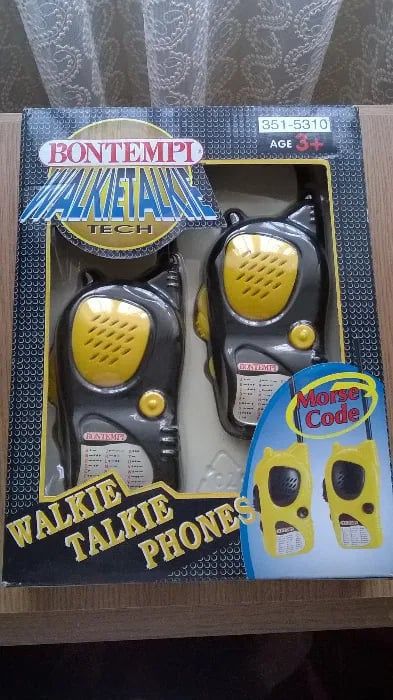 351-5310
AGE 3+
BONTEMPI
WALKIETALKIE
TECH
BONTEMPI
BONTEMPI
Morse
Code
WALKIE
TALKIE
PHONES